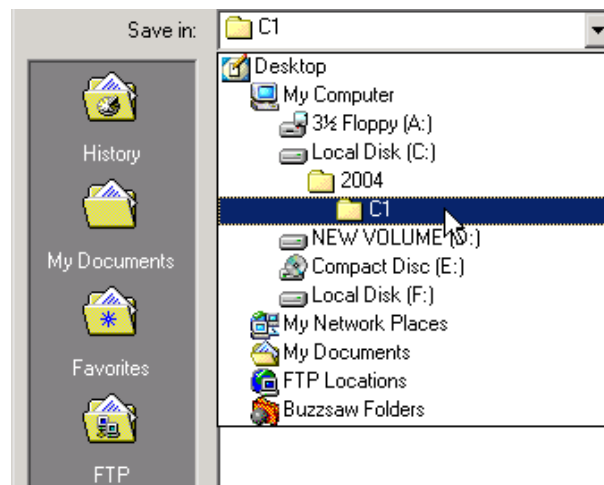 Save in:
C1
Desktop
My Computer
3½ Floppy (A:)
Local Disk (C:)
2004
C1
NEW VOLUME (D:)
Compact Disc (E:)
Local Disk (F:)
My Network Places
My Documents
FTP Locations
Buzzsaw Folders
History
My Documents
Favorites
FTP